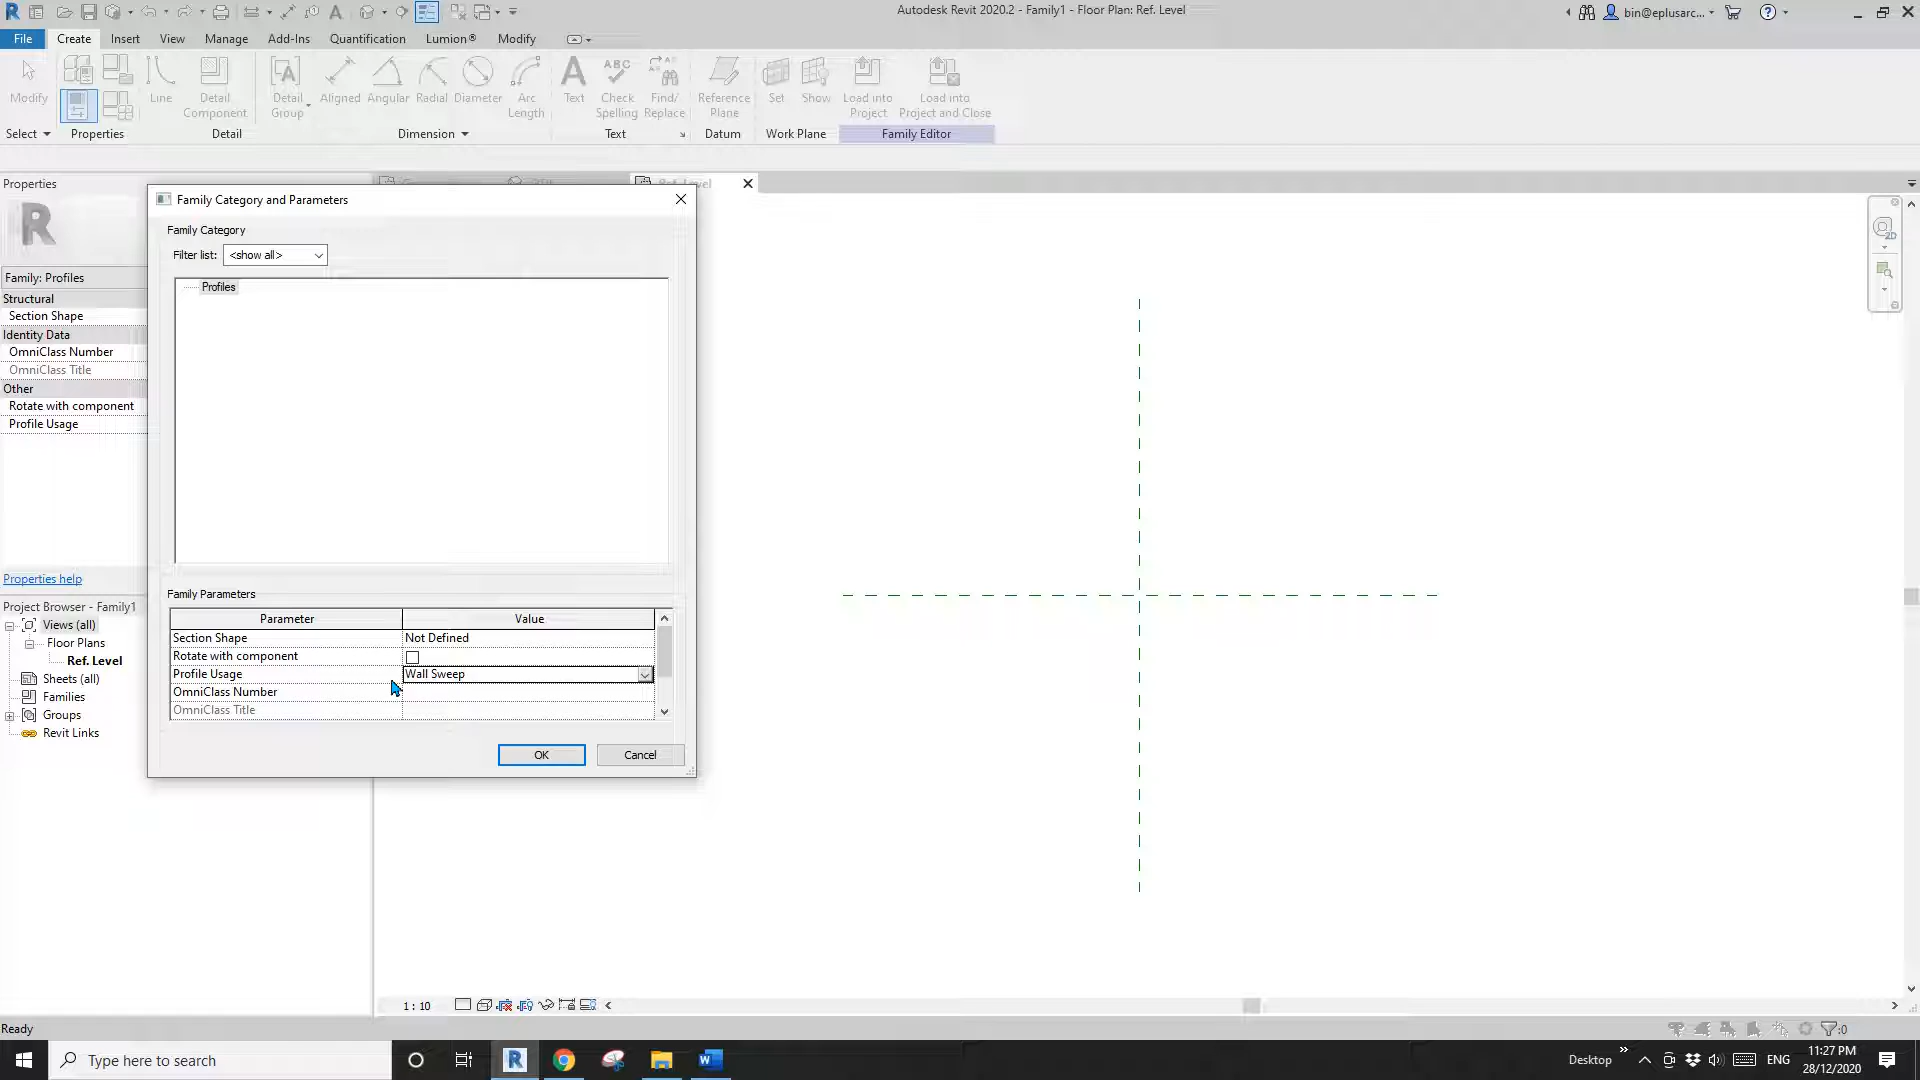 Autodesk Revit 2020.2 - Family1 - Floor Plan: Ref. Level
bin@eplusarc...
File Create Insert View Manage Add-Ins Quantification Lumion® Modify
Modify
Line
Detail Component
Detail Group
Aligned
Angular
Radial
Diameter
Arc Length
Text
Check Spelling
Find/ Replace
Reference Plane
Set
Show
Load into Project
Load into Project and Close
Select Properties Detail Dimension Text Datum Work Plane Family Editor
Properties
Family: Profiles
Structural
Section Shape
Identity Data
OmniClass Number
OmniClass Title
Other
Rotate with component
Profile Usage
Properties help
Project Browser - Family1
Views (all)
Floor Plans
Ref. Level
Sheets (all)
Families
Groups
Revit Links
Family Category and Parameters
Family Category
Filter list: <show all>
Profiles
Family Parameters
Parameter Value
Section Shape Not Defined
Rotate with component
Profile Usage Wall Sweep
OmniClass Number
OmniClass Title
OK Cancel
2D
1 : 10
Ready
:0
Type here to search
Desktop
ENG
11:27 PM
28/12/2020